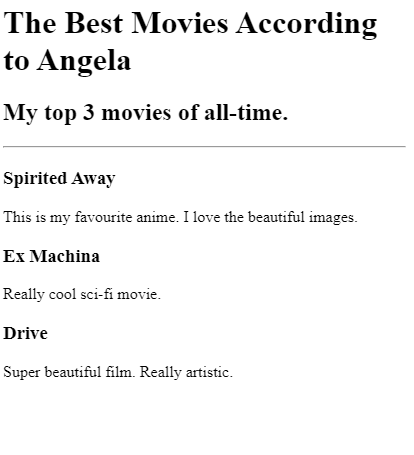 The Best Movies According
to Angela
My top 3 movies of all-time.
Spirited Away
This is my favourite anime. I love the beautiful images.
Ex Machina
Really cool sci-fi movie.
Drive
Super beautiful film. Really artistic.